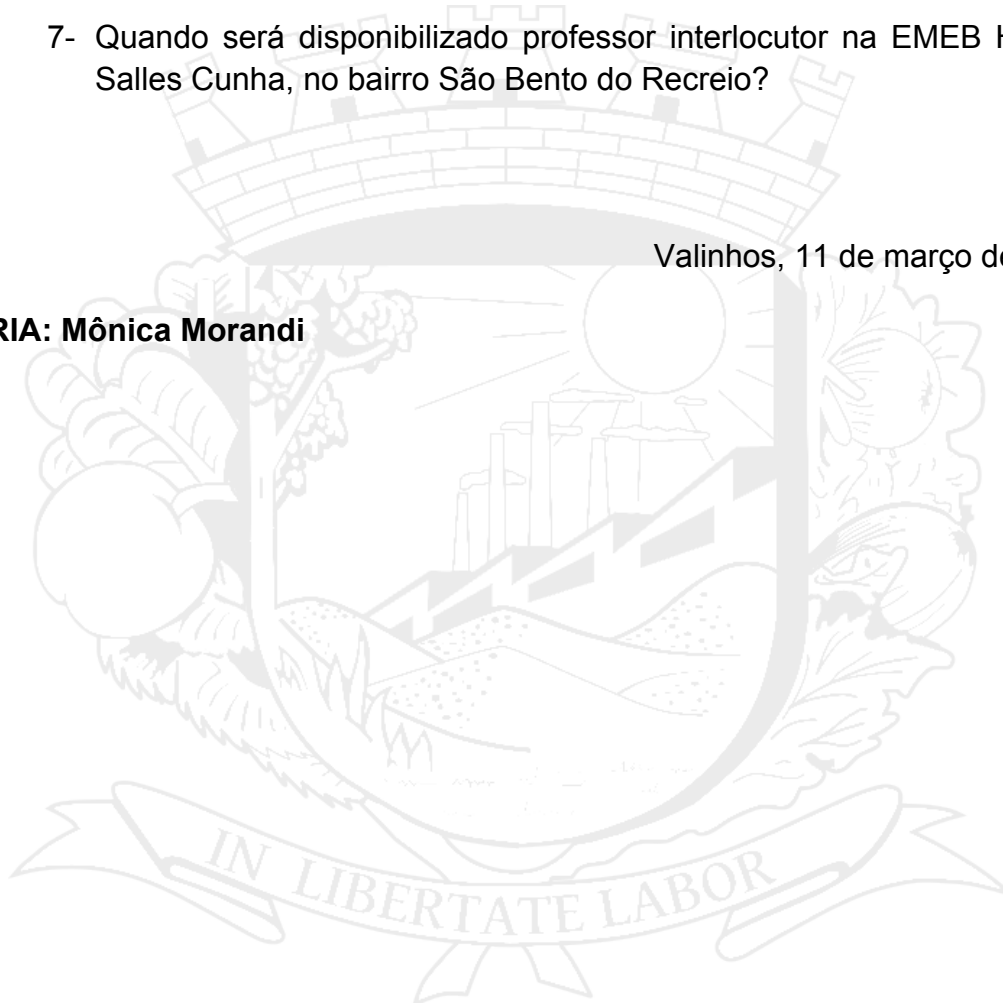 7- Quando será disponibilizado professor interlocutor na EMEB H
Salles Cunha, no bairro São Bento do Recreio?
Valinhos, 11 de março d
RIA: Mônica Morandi
IN LIBERTATE LABOR